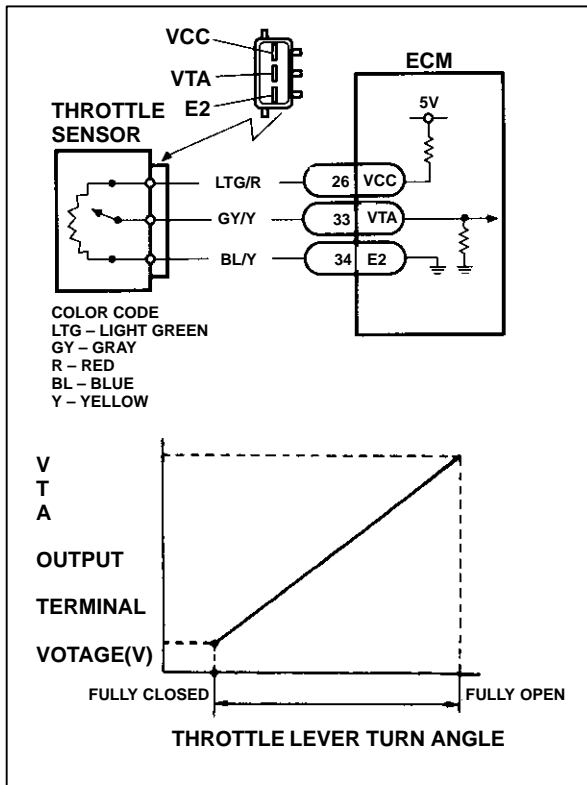 VCC
VTA
E2
THROTTLE
SENSOR
ECM
5V
LTG/R
26 VCC
GY/Y
33 VTA
BL/Y
34 E2
COLOR CODE
LTG – LIGHT GREEN
GY – GRAY
R – RED
BL – BLUE
Y – YELLOW
V
T
A
OUTPUT
TERMINAL
VOTAGE(V)
FULLY CLOSED
FULLY OPEN
THROTTLE LEVER TURN ANGLE